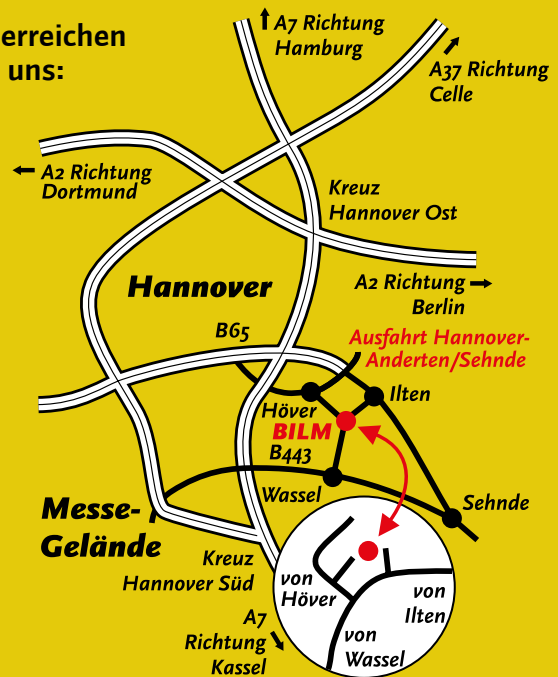 erreichen
uns:
A7 Richtung
Hamburg
A37 Richtung
Celle
A2 Richtung
Dortmund
Kreuz
Hannover Ost
Hannover
A2 Richtung
Berlin
B65
Ausfahrt Hannover-
Anderten/Sehnde
Ilten
Höver
BILM
B443
Wassel
Sehnde
Messe-
Gelände
Kreuz
Hannover Süd
von
Höver
von
Ilten
von
Wassel
A7
Richtung
Kassel